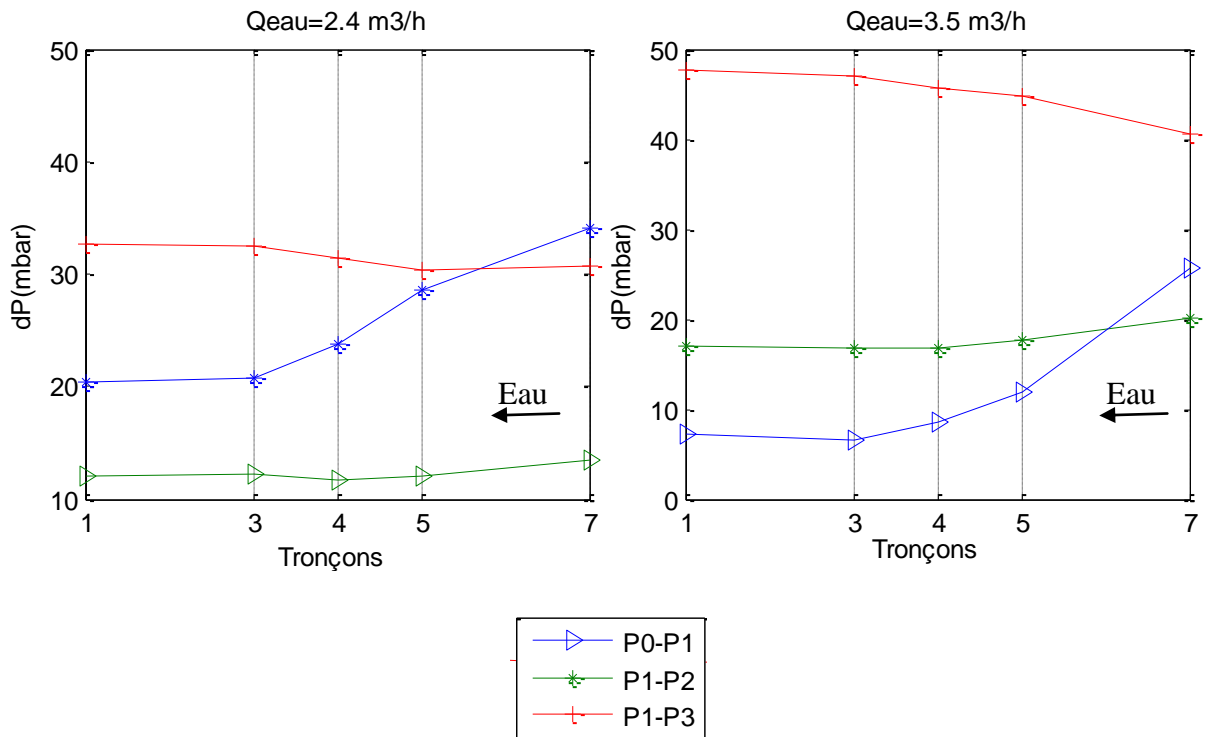 Qeau=2.4 m3/h
50
40
30
20
10
dP(mbar)
1 3 4 5 7
Tronçons
Eau
Qeau=3.5 m3/h
50
40
30
20
10
0
dP(mbar)
1 3 4 5 7
Tronçons
Eau
P0-P1
P1-P2
P1-P3